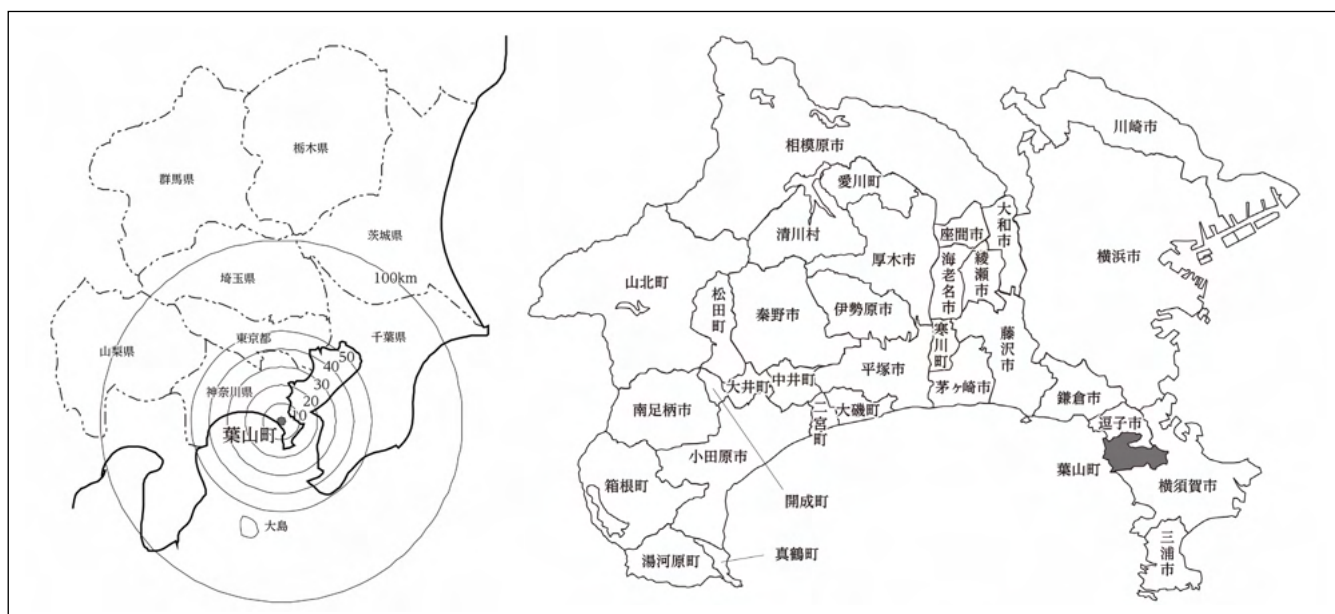 栃木県
群馬県
茨城県
100km
埼玉県
東京都
千葉県
山梨県
50
40
神奈川県
30
20
10
葉山町
大島
川崎市
相模原市
愛川町
大和市
座間市
清川村
横浜市
厚木市
綾瀬市
海老名市
山北町
松田町
秦野市
伊勢原市
寒川町
藤沢市
平塚市
大井町
中井町
茅ヶ崎市
鎌倉市
南足柄市
二宮町
大磯町
逗子市
小田原市
葉山町
箱根町
横須賀市
開成町
三浦市
湯河原町
真鶴町